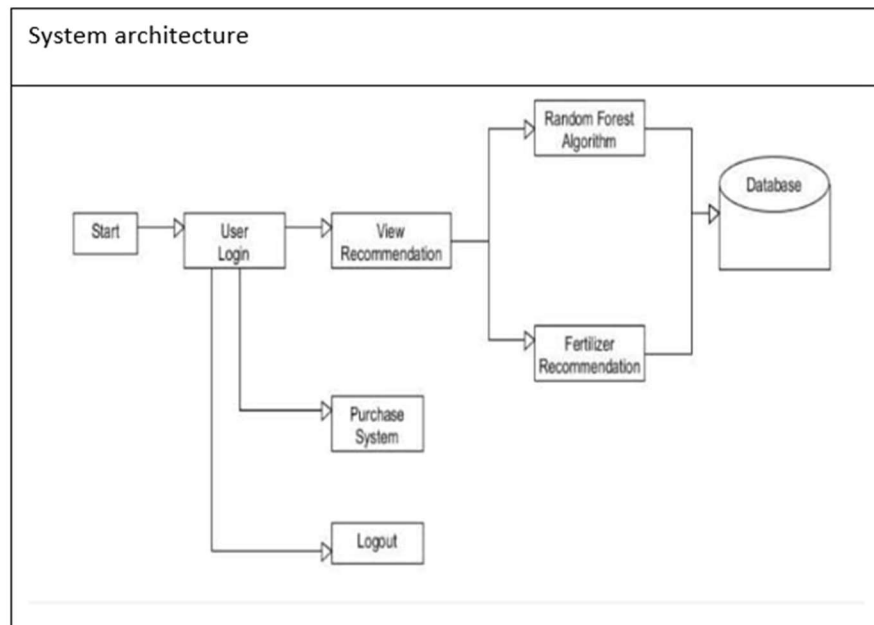 System architecture
Random Forest
Algorithm
Database
Start
User
Login
View
Recommendation
Fertilizer
Recommendation
Purchase
System
Logout